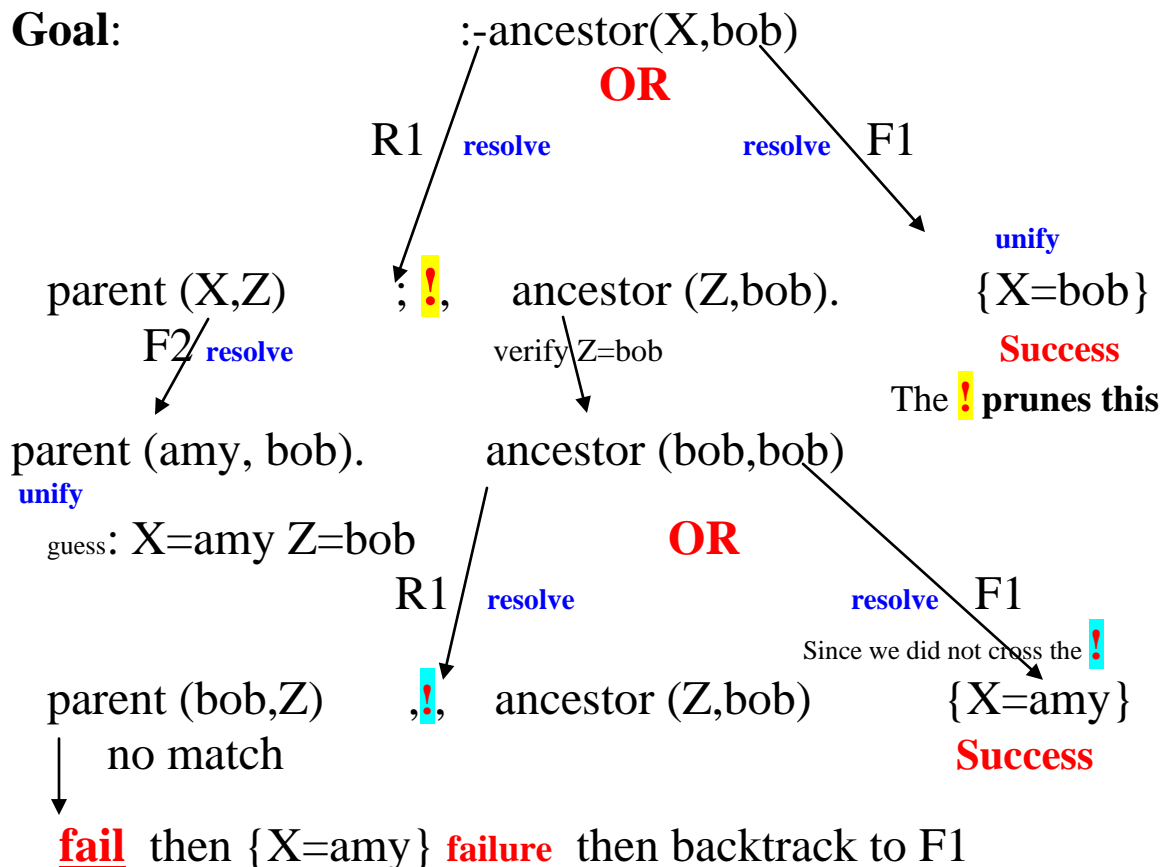 Goal: :-ancestor(X,bob)
OR
R1 resolve resolve F1
unify
parent (X,Z) ; !, ancestor (Z,bob). {X=bob}
F2 resolve verify Z=bob Success
The ! prunes this
parent (amy, bob). ancestor (bob,bob)
unify
guess: X=amy Z=bob OR
R1 resolve resolve F1
Since we did not cross the !
parent (bob,Z) ,!, ancestor (Z,bob) {X=amy}
no match Success
fail then {X=amy} failure then backtrack to F1